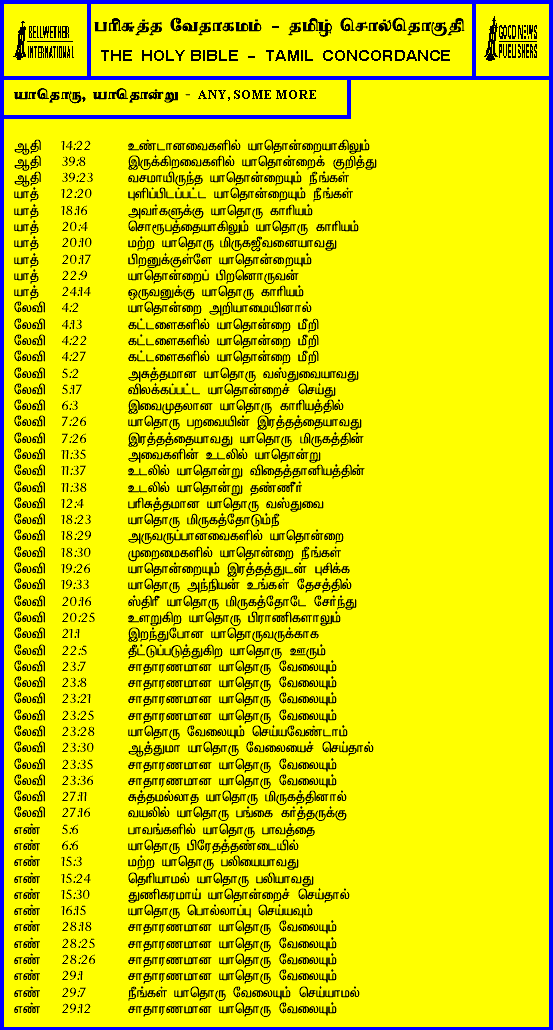 BELLWETHER
INTERNATIONAL
பரிசுத்த வேதாகமம் - தமிழ் சொல்தொகுதி
THE HOLY BIBLE - TAMIL CONCORDANCE
GOOD NEWS
PUBLISHERS
யாதொரு, யாதொன்று - ANY, SOME MORE
ஆதி 14:22 உண்டானவைகளில் யாதொன்றையாகிலும்
ஆதி 39:8 இருக்கிறவைகளில் யாதொன்றைக் குறித்து
ஆதி 39:23 வசமாயிருந்த யாதொன்றையும் நீங்கள்
யாத் 12:20 புளிப்பிடப்பட்ட யாதொன்றையும் நீங்கள்
யாத் 18:16 அவர்களுக்கு யாதொரு காரியம்
யாத் 20:4 சொரூபத்தையாகிலும் யாதொரு காரியம்
யாத் 20:10 மற்ற யாதொரு மிருகஜீவனையாவது
யாத் 20:17 பிறனுக்குள்ளே யாதொன்றையும்
யாத் 22:9 யாதொன்றைப் பிறனொருவன்
யாத் 24:14 ஒருவனுக்கு யாதொரு காரியம்
லேவி 4:2 யாதொன்றை அறியாமையினால்
லேவி 4:13 கட்டளைகளில் யாதொன்றை மீறி
லேவி 4:22 கட்டளைகளில் யாதொன்றை மீறி
லேவி 4:27 கட்டளைகளில் யாதொன்றை மீறி
லேவி 5:2 அசுத்தமான யாதொரு வஸ்துவையாவது
லேவி 5:17 விலக்கப்பட்ட யாதொன்றைச் செய்து
லேவி 6:3 இவைமுதலான யாதொரு காரியத்தில்
லேவி 7:26 யாதொரு பறவையின் இரத்தத்தையாவது
லேவி 7:26 இரத்தத்தையாவது யாதொரு மிருகத்தின்
லேவி 11:35 அவைகளின் உடலில் யாதொன்று
லேவி 11:37 உடலில் யாதொன்று விதைத்தானியத்தின்
லேவி 11:38 உடலில் யாதொன்று தண்ணீர்
லேவி 12:4 பரிசுத்தமான யாதொரு வஸ்துவை
லேவி 18:23 யாதொரு மிருகத்தோடும்நீ
லேவி 18:29 அருவருப்பானவைகளில் யாதொன்றை
லேவி 18:30 முறைமைகளில் யாதொன்றை நீங்கள்
லேவி 19:26 யாதொன்றையும் இரத்தத்துடன் புசிக்க
லேவி 19:33 யாதொரு அந்நியன் உங்கள் தேசத்தில்
லேவி 20:16 ஸ்திரீ யாதொரு மிருகத்தோடே சேர்ந்து
லேவி 20:25 உளறுகிற யாதொரு பிராணிகளாலும்
லேவி 21:1 இறந்துபோன யாதொருவருக்காக
லேவி 22:5 தீட்டுப்படுத்துகிற யாதொரு ஊரும்
லேவி 23:7 சாதாரணமான யாதொரு வேலையும்
லேவி 23:8 சாதாரணமான யாதொரு வேலையும்
லேவி 23:21 சாதாரணமான யாதொரு வேலையும்
லேவி 23:25 சாதாரணமான யாதொரு வேலையும்
லேவி 23:28 யாதொரு வேலையும் செய்யவேண்டாம்
லேவி 23:30 ஆத்துமா யாதொரு வேலையைச் செய்தால்
லேவி 23:35 சாதாரணமான யாதொரு வேலையும்
லேவி 23:36 சாதாரணமான யாதொரு வேலையும்
லேவி 27:11 சுத்தமல்லாத யாதொரு மிருகத்தினால்
லேவி 27:16 வயலில் யாதொரு பங்கை கர்த்தருக்கு
எண் 5:6 பாவங்களில் யாதொரு பாவத்தை
எண் 6:6 யாதொரு பிரேதத்தண்டையில்
எண் 15:3 மற்ற யாதொரு பலியையாவது
எண் 15:24 தெரியாமல் யாதொரு பலியாவது
எண் 15:30 துணிகரமாய் யாதொன்றைச் செய்தால்
எண் 16:15 யாதொரு பொல்லாப்பு செய்யவும்
எண் 28:18 சாதாரணமான யாதொரு வேலையும்
எண் 28:25 சாதாரணமான யாதொரு வேலையும்
எண் 28:26 சாதாரணமான யாதொரு வேலையும்
எண் 29:1 சாதாரணமான யாதொரு வேலையும்
எண் 29:7 நீங்கள் யாதொரு வேலையும் செய்யாமல்
எண் 29:12 சாதாரணமான யாதொரு வேலையும்